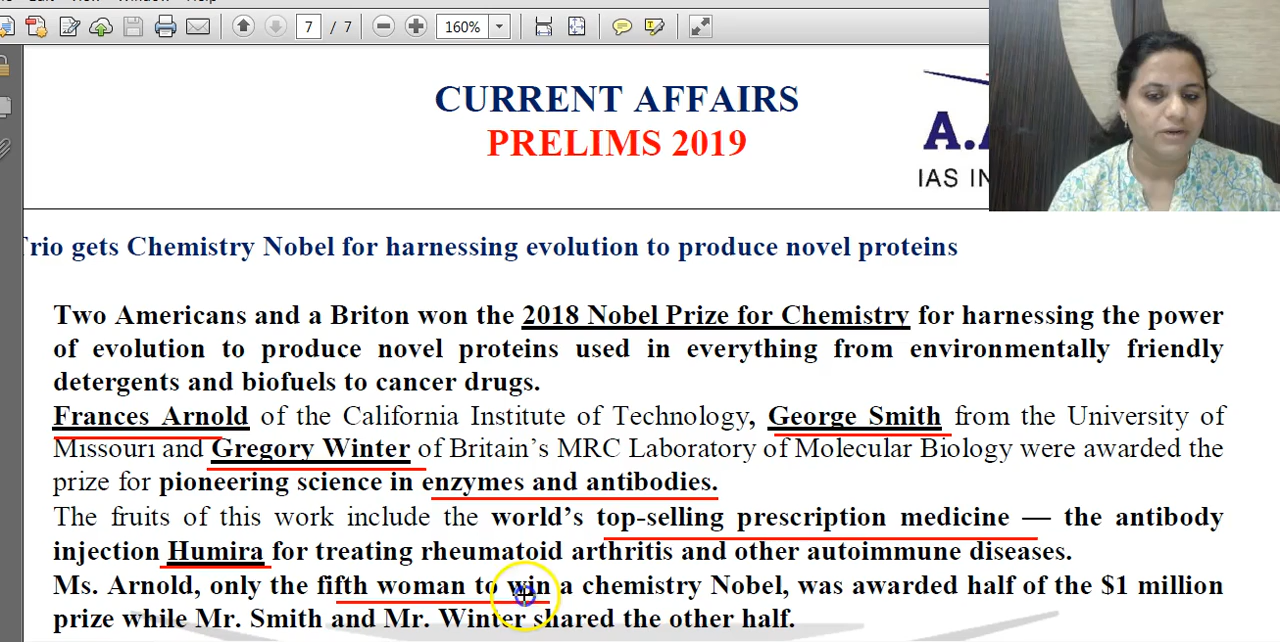 7 / 7
160%
CURRENT AFFAIRS
PRELIMS 2019
IAS IN
Trio gets Chemistry Nobel for harnessing evolution to produce novel proteins
Two Americans and a Briton won the 2018 Nobel Prize for Chemistry for harnessing the power
of evolution to produce novel proteins used in everything from environmentally friendly
detergents and biofuels to cancer drugs.
Frances Arnold of the California Institute of Technology, George Smith from the University of
Missouri and Gregory Winter of Britain's MRC Laboratory of Molecular Biology were awarded the
prize for pioneering science in enzymes and antibodies.
The fruits of this work include the world's top-selling prescription medicine — the antibody
injection Humira for treating rheumatoid arthritis and other autoimmune diseases.
Ms. Arnold, only the fifth woman to win a chemistry Nobel, was awarded half of the $1 million
prize while Mr. Smith and Mr. Winter shared the other half.